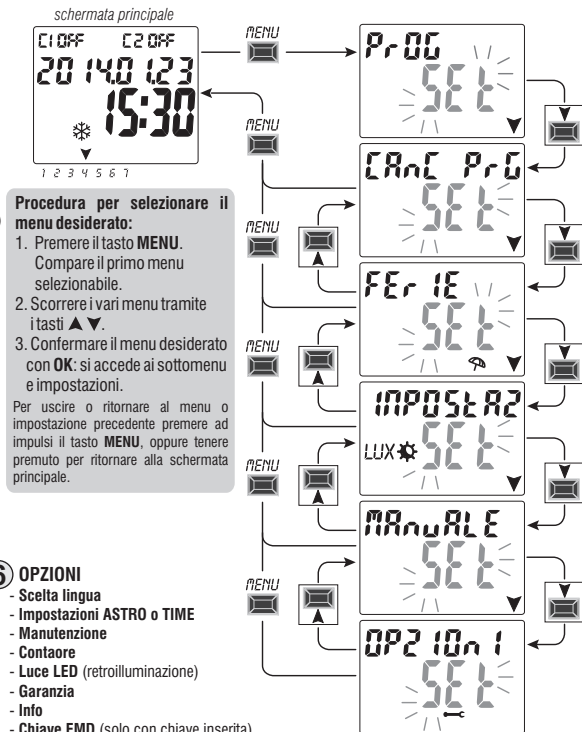 schermata principale
C1 OFF C2 OFF
2014.01.23
15:30
1 2 3 4 5 6 7
MENU
PrOG
SEt
CAnC PrG
SEt
MENU
FErIE
SEt
MENU
IMPOStAZ
LUX
SEt
MENU
MAnuALE
SEt
MENU
OPZIOnI
SEt
MENU
Procedura per selezionare il
menu desiderato:
1. Premere il tasto MENU.
Compare il primo menu
selezionabile.
2. Scorrere i vari menu tramite
i tasti ▲ ▼.
3. Confermare il menu desiderato
con OK: si accede ai sottomenu
e impostazioni.
Per uscire o ritornare al menu o
impostazione precedente premere ad
impulsi il tasto MENU, oppure tenere
premuto per ritornare alla schermata
principale.
6) OPZIONI
- Scelta lingua
- Impostazioni ASTRO o TIME
- Manutenzione
- Contaore
- Luce LED (retroilluminazione)
- Garanzia
- Info
- Chiave EMD (solo con chiave inserita)